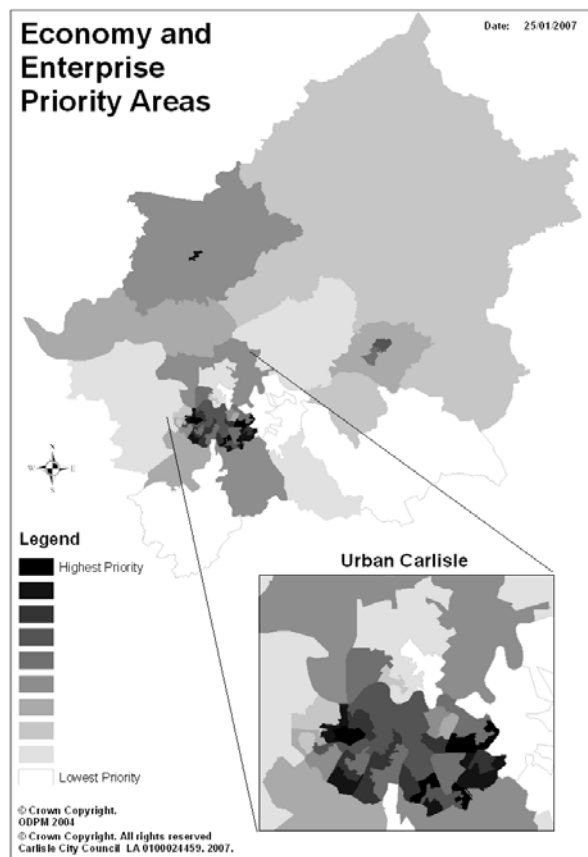 Economy and
Enterprise
Priority Areas
Date: 25/01/2007
N
W E
S
Legend
Highest Priority
Lowest Priority
Urban Carlisle
© Crown Copyright.
ODPM 2004
© Crown Copyright. All rights reserved
Carlisle City Council LA 0100024459. 2007.